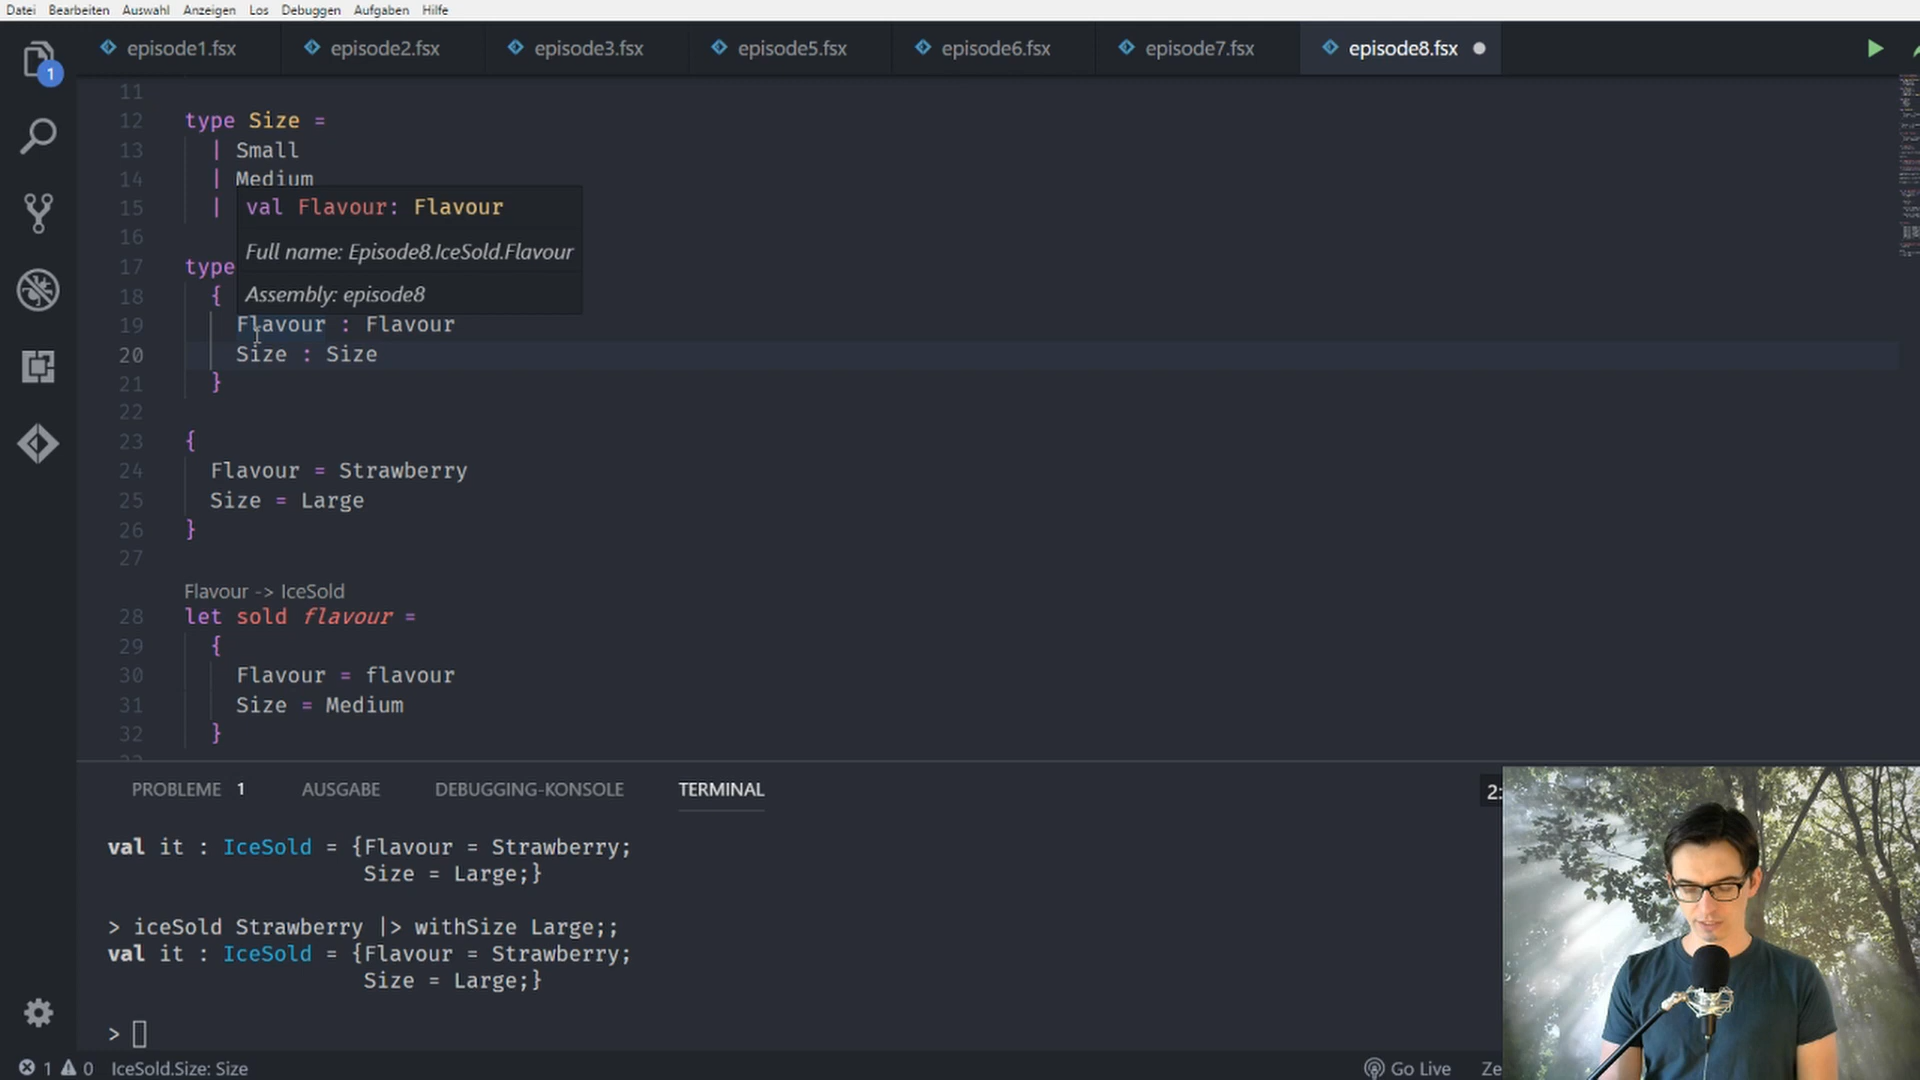 Datei Bearbeiten Auswahl Anzeigen Los Debuggen Aufgaben Hilfe
1
episode1.fsx episode2.fsx episode3.fsx episode5.fsx episode6.fsx episode7.fsx episode8.fsx
11
12 type Size =
13 | Small
14 | Medium
15 |
val Flavour: Flavour
16
Full name: Episode8.IceSold.Flavour
17 type
18 {
Assembly: episode8
19 Flavour : Flavour
20 Size : Size
21 }
22
23 {
24 Flavour = Strawberry
25 Size = Large
26 }
27
Flavour -> IceSold
28 let sold flavour =
29 {
30 Flavour = flavour
31 Size = Medium
32 }
PROBLEME 1 AUSGABE DEBUGGING-KONSOLE TERMINAL 2:
val it : IceSold = {Flavour = Strawberry;
Size = Large;}
> iceSold Strawberry |> withSize Large;;
val it : IceSold = {Flavour = Strawberry;
Size = Large;}
>
1 0 IceSold.Size: Size Go Live